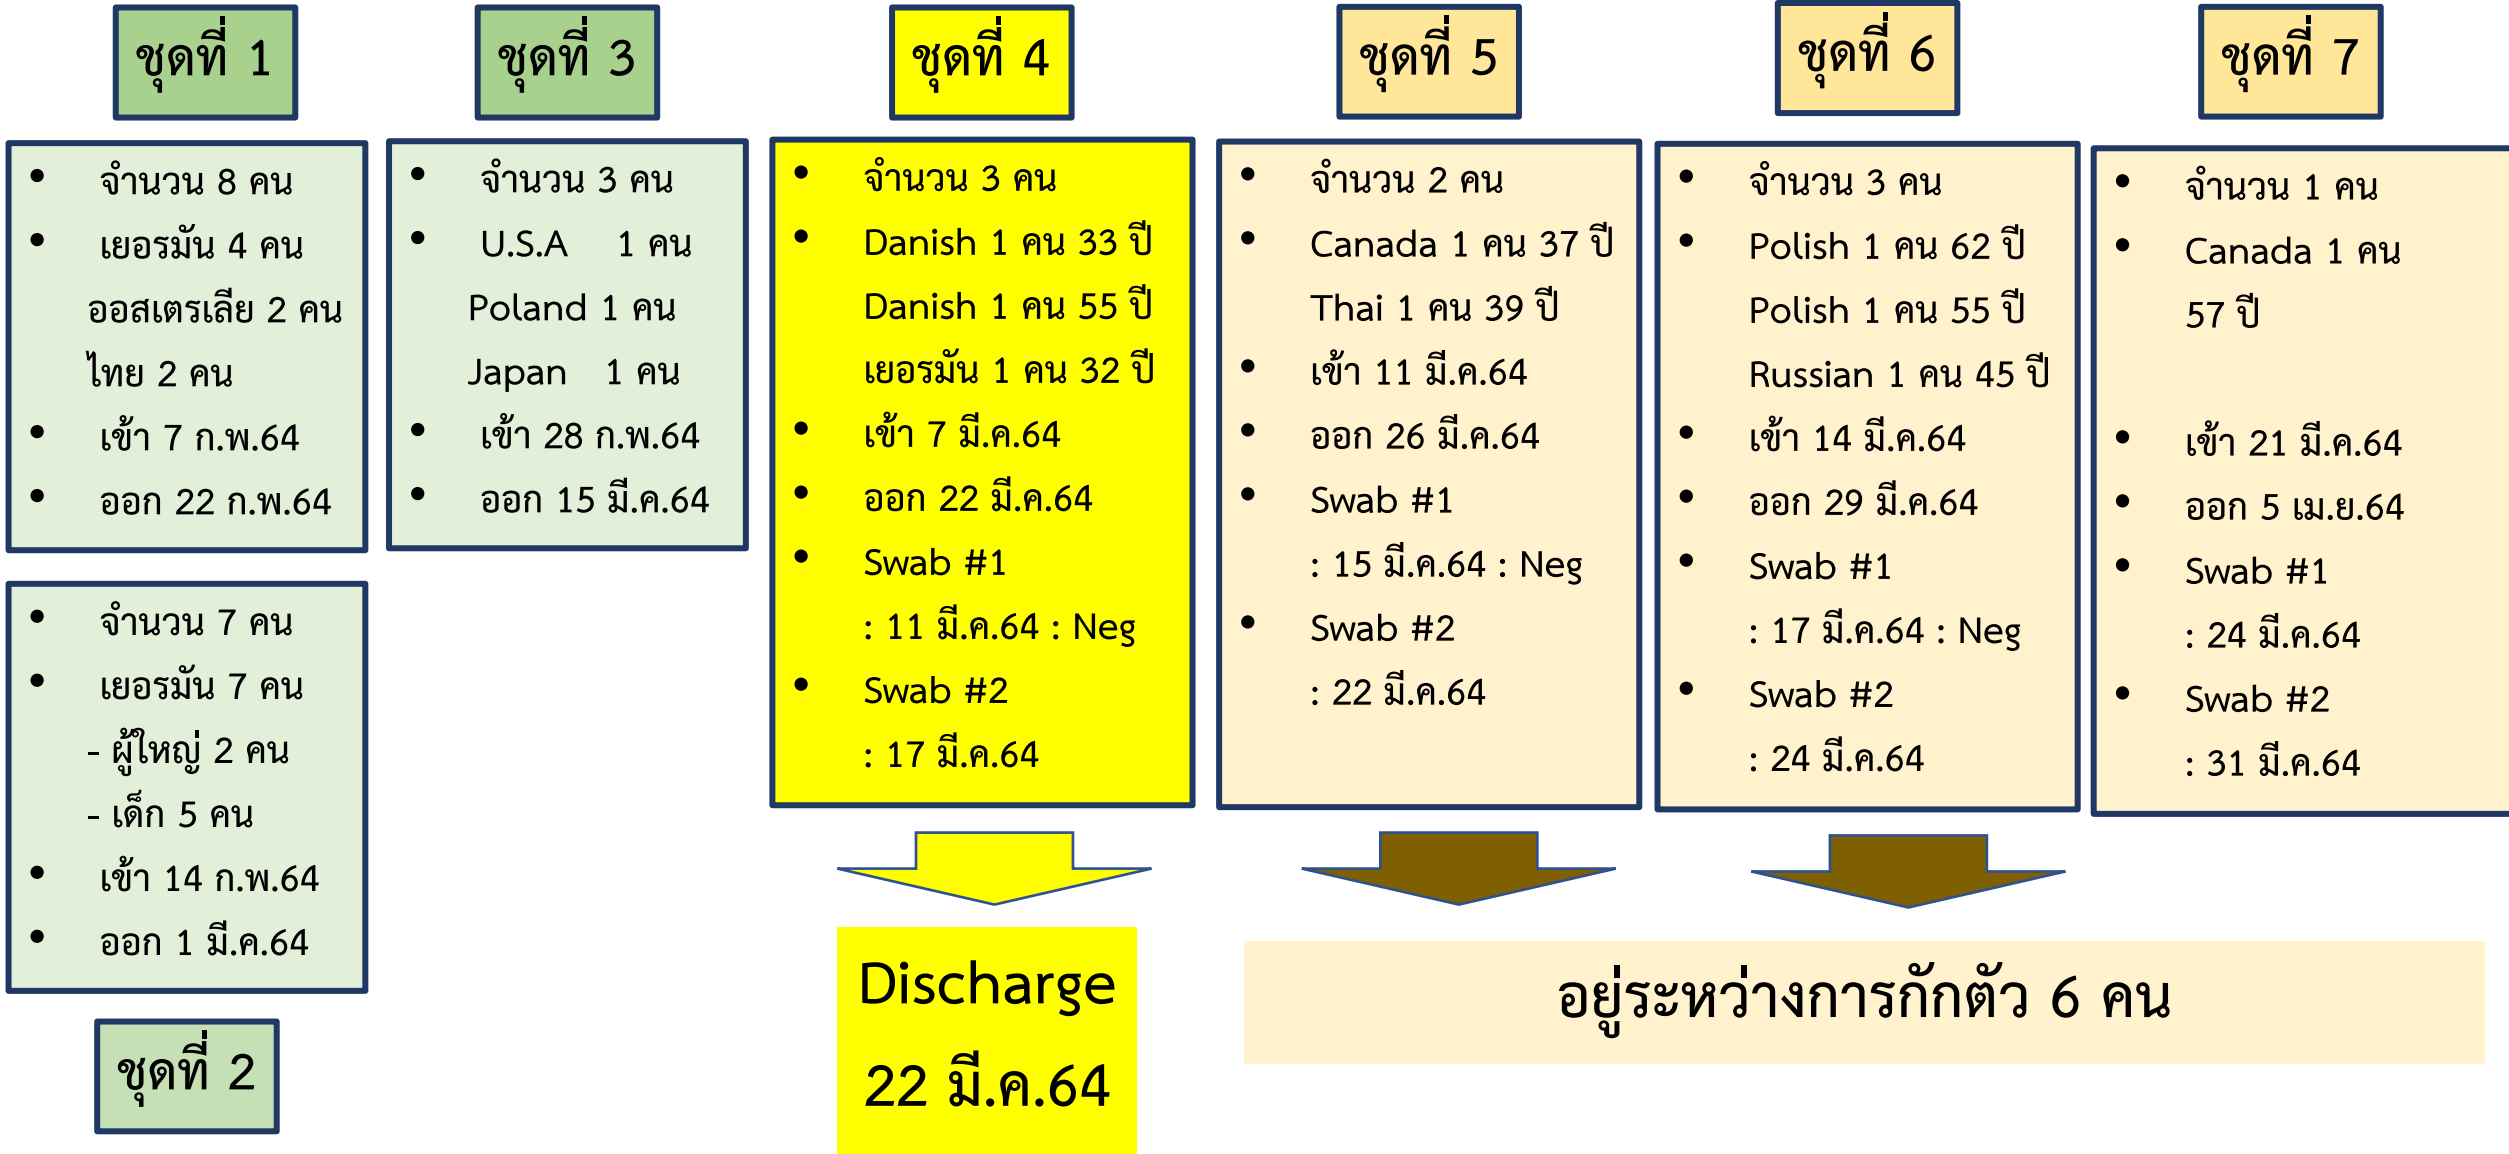 ชุดที่ 1
จำนวน 8 คน
เยอรมัน 4 คน
ออสเตรเลีย 2 คน
ไทย 2 คน
เข้า 7 ก.พ.64
ออก 22 ก.พ.64
จำนวน 7 คน
เยอรมัน 7 คน
- ผู้ใหญ่ 2 คน
- เด็ก 5 คน
เข้า 14 ก.พ.64
ออก 1 มี.ค.64
ชุดที่ 2
ชุดที่ 3
จำนวน 3 คน
U.S.A 1 คน
Poland 1 คน
Japan 1 คน
เข้า 28 ก.พ.64
ออก 15 มี.ค.64
ชุดที่ 4
จำนวน 3 คน
Danish 1 คน 33 ปี
Danish 1 คน 55 ปี
เยอรมัน 1 คน 32 ปี
เข้า 7 มี.ค.64
ออก 22 มี.ค.64
Swab #1
: 11 มี.ค.64 : Neg
Swab #2
: 17 มี.ค.64
Discharge
22 มี.ค.64
ชุดที่ 5
จำนวน 2 คน
Canada 1 คน 37 ปี
Thai 1 คน 39 ปี
เข้า 11 มี.ค.64
ออก 26 มี.ค.64
Swab #1
: 15 มี.ค.64 : Neg
Swab #2
: 22 มี.ค.64
ชุดที่ 6
จำนวน 3 คน
Polish 1 คน 62 ปี
Polish 1 คน 55 ปี
Russian 1 คน 45 ปี
เข้า 14 มี.ค.64
ออก 29 มี.ค.64
Swab #1
: 17 มี.ค.64 : Neg
Swab #2
: 24 มี.ค.64
ชุดที่ 7
จำนวน 1 คน
Canada 1 คน
57 ปี
เข้า 21 มี.ค.64
ออก 5 เม.ย.64
Swab #1
: 24 มี.ค.64
Swab #2
: 31 มี.ค.64
อยู่ระหว่างการกักตัว 6 คน